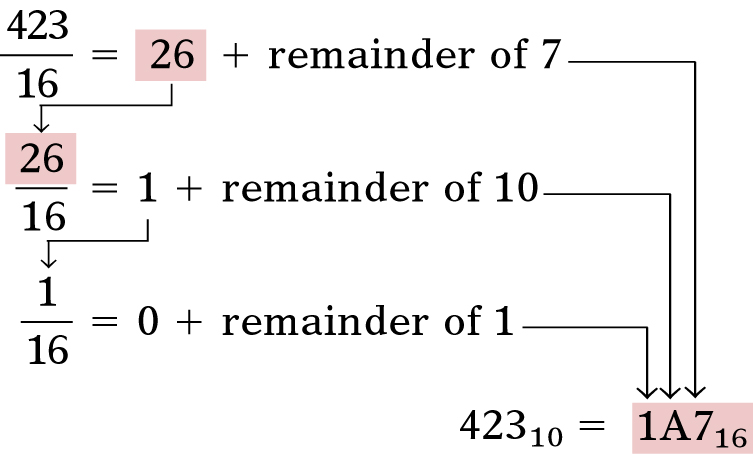 423/16 = 26 + remainder of 7
26/16 = 1 + remainder of 10
1/16 = 0 + remainder of 1
423₁₀ = 1A7₁₆